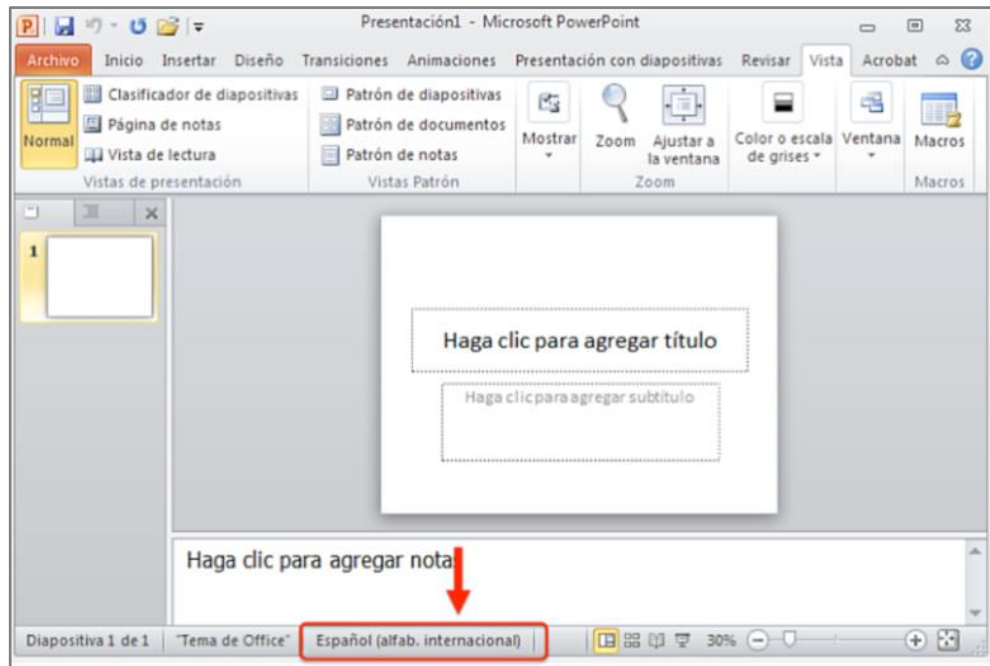 Presentación1 - Microsoft PowerPoint
Archivo Inicio Insertar Diseño Transiciones Animaciones Presentación con diapositivas Revisar Vista Acrobat
Normal
Clasificador de diapositivas
Página de notas
Vista de lectura
Vistas de presentación
Patrón de diapositivas
Patrón de documentos
Patrón de notas
Vistas Patrón
Mostrar
Zoom
Ajustar a
la ventana
Zoom
Color o escala
de grises
Ventana
Macros
Macros
1
Haga clic para agregar título
Haga clic para agregar subtítulo
Haga clic para agregar notas
Diapositiva 1 de 1 "Tema de Office" Español (alfab. internacional) 30%